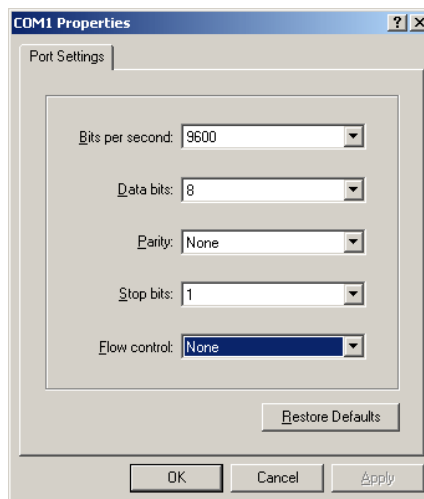 COM1 Properties
Port Settings
Bits per second: 9600
Data bits: 8
Parity: None
Stop bits: 1
Flow control: None
Restore Defaults
OK Cancel Apply